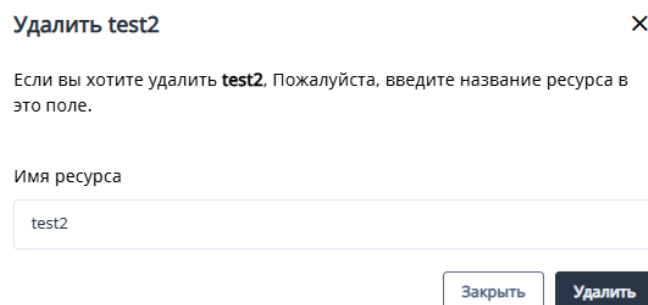 Удалить test2
Если вы хотите удалить test2, Пожалуйста, введите название ресурса в
это поле.
Имя ресурса
test2
Закрыть Удалить